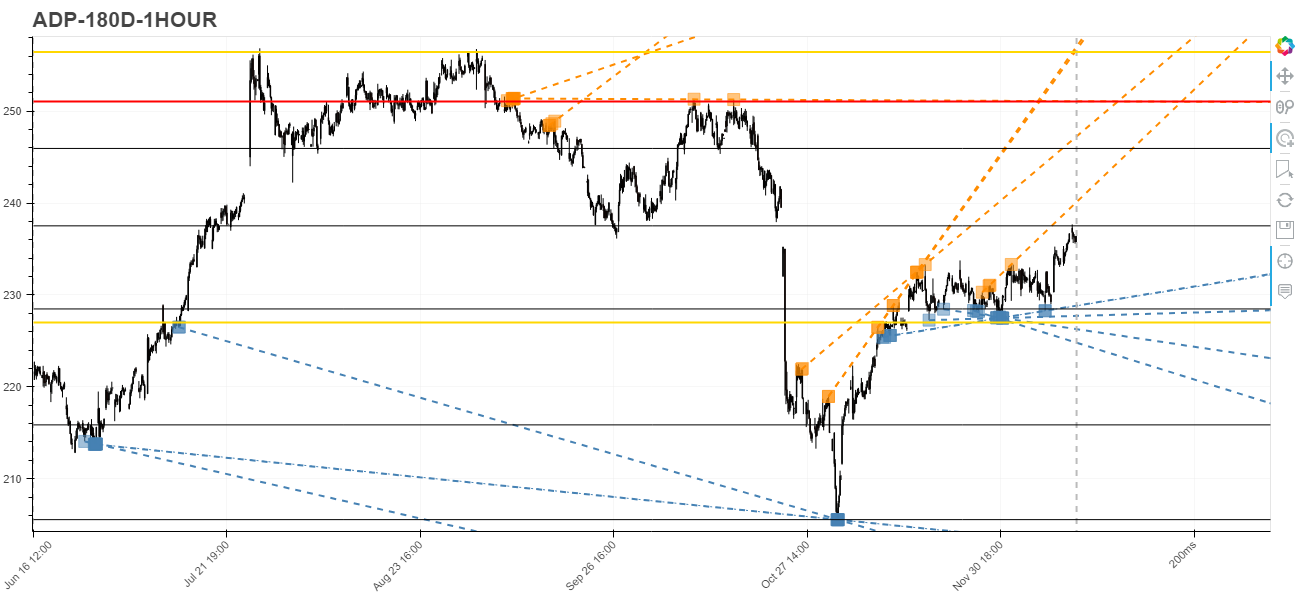 ADP-180D-1HOUR
250
240
230
220
210
Jun 16 12:00
Jul 21 19:00
Aug 23 16:00
Sep 26 16:00
Oct 27 14:00
Nov 30 18:00
200ms